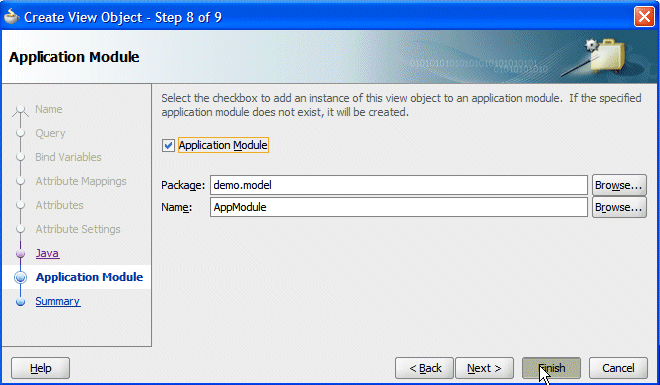 Create View Object - Step 8 of 9
Application Module
010101010101010101010101010
0101010101010
Name
Query
Bind Variables
Attribute Mappings
Attributes
Attribute Settings
Java
Application Module
Summary
Select the checkbox to add an instance of this view object to an application module. If the specified
application module does not exist, it will be created.
Application Module
Package: demo.model Browse...
Name: AppModule Browse...
Help < Back Next > Finish Cancel